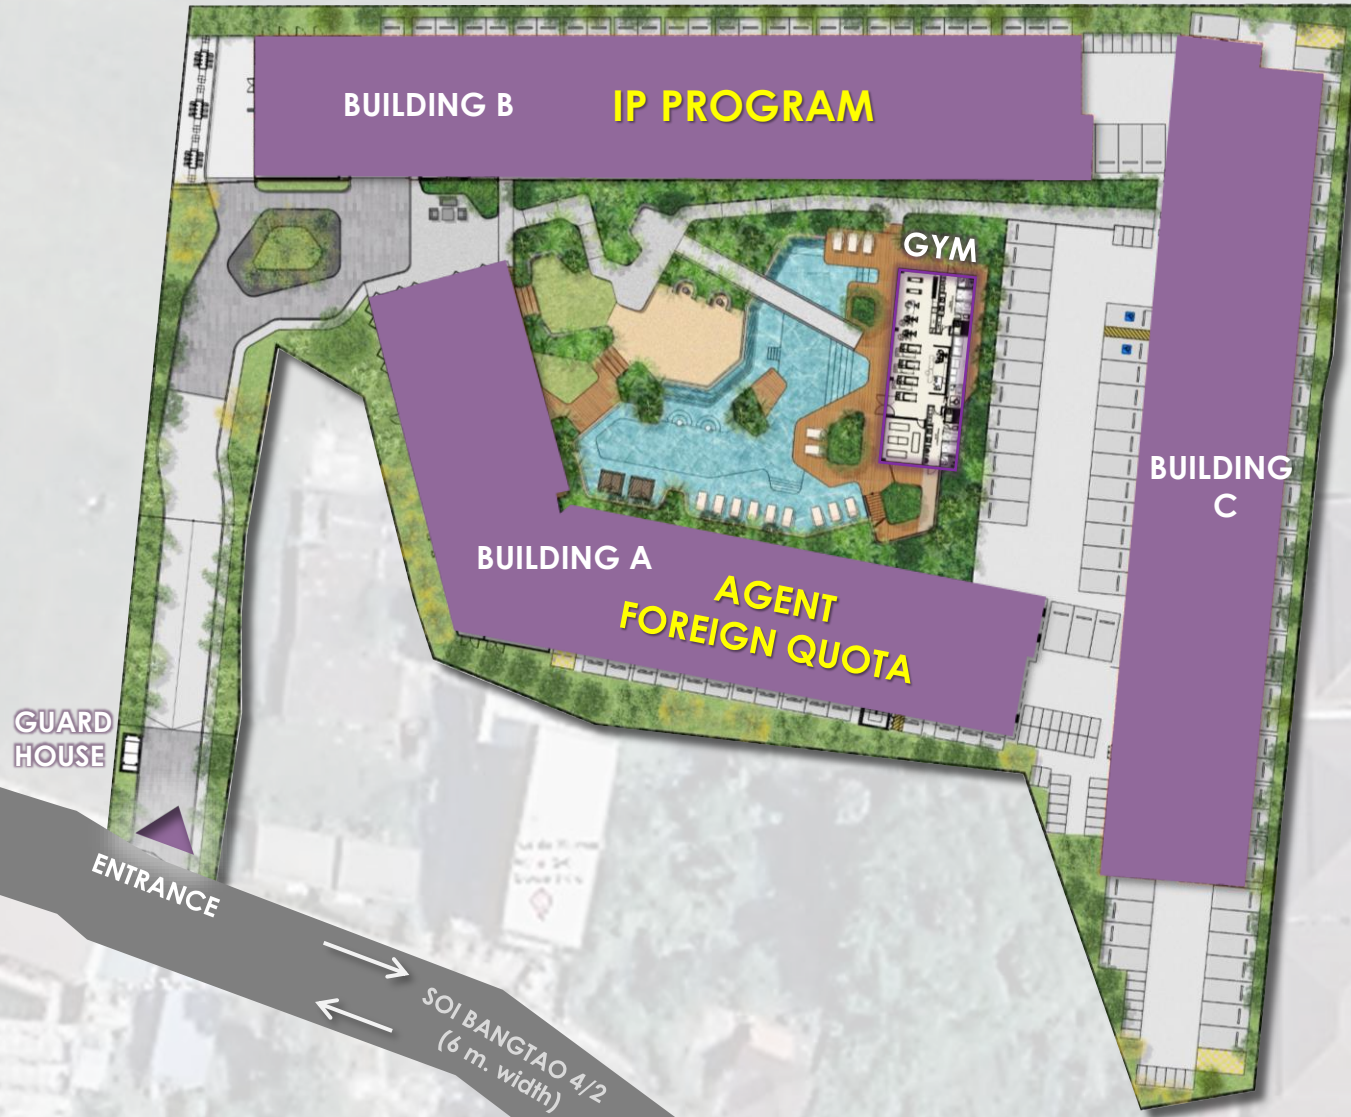 BUILDING B
IP PROGRAM
GYM
BUILDING
C
BUILDING A
AGENT
FOREIGN QUOTA
GUARD
HOUSE
ENTRANCE
SOI BANGTAO 4/2
(6 m. width)